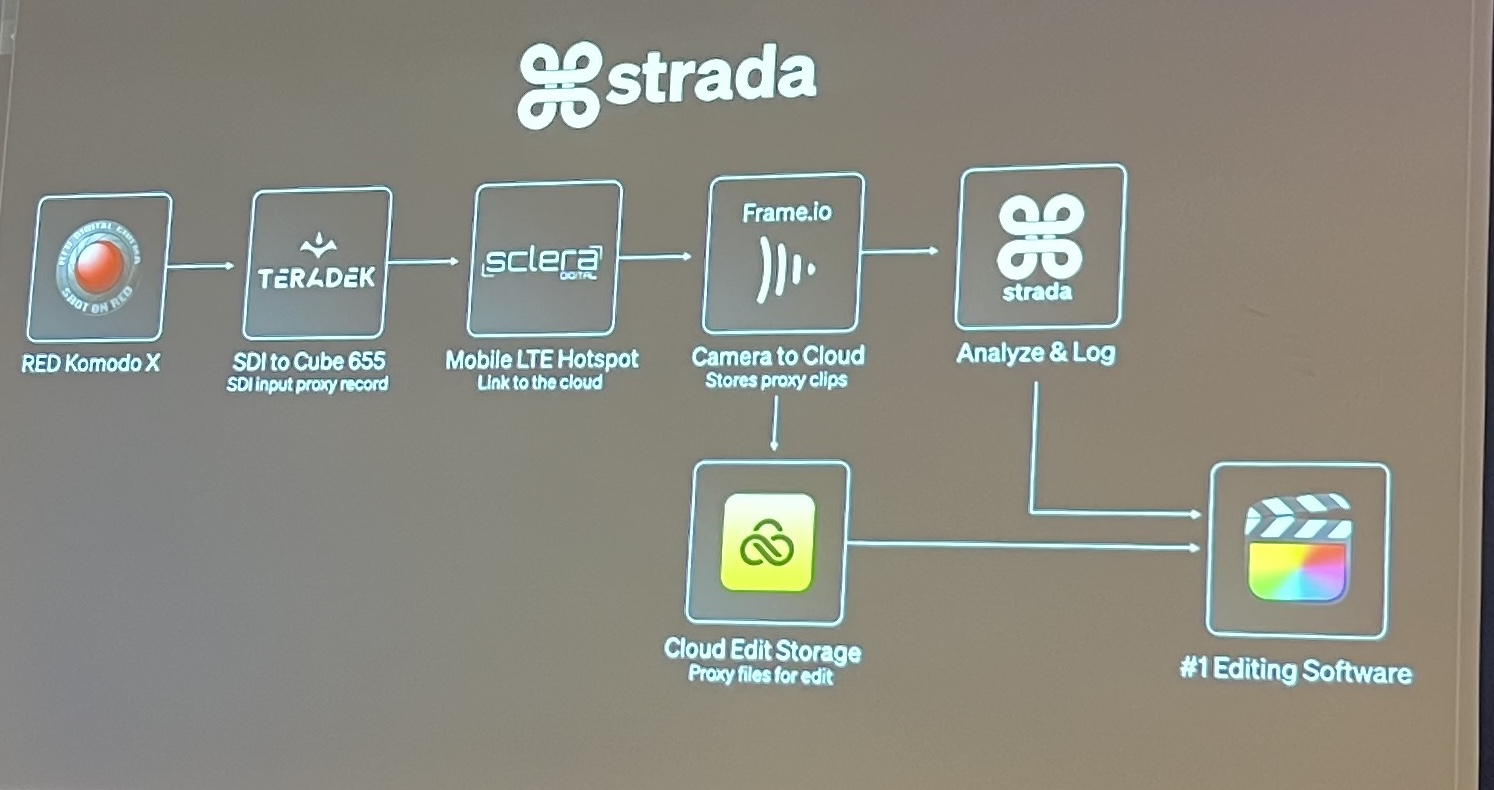 strada
RED DIGITAL CINEMA
SHOT ON RED
TERADEK
sclera
DIGITAL
Frame.io
strada
RED Komodo X
SDI to Cube 655
SDI input proxy record
Mobile LTE Hotspot
Link to the cloud
Camera to Cloud
Stores proxy clips
Analyze & Log
Cloud Edit Storage
Proxy files for edit
#1 Editing Software